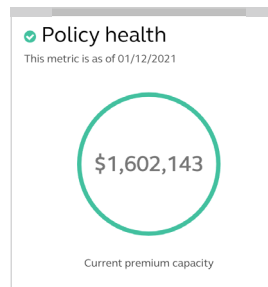 Policy health
This metric is as of 01/12/2021
$1,602,143
Current premium capacity